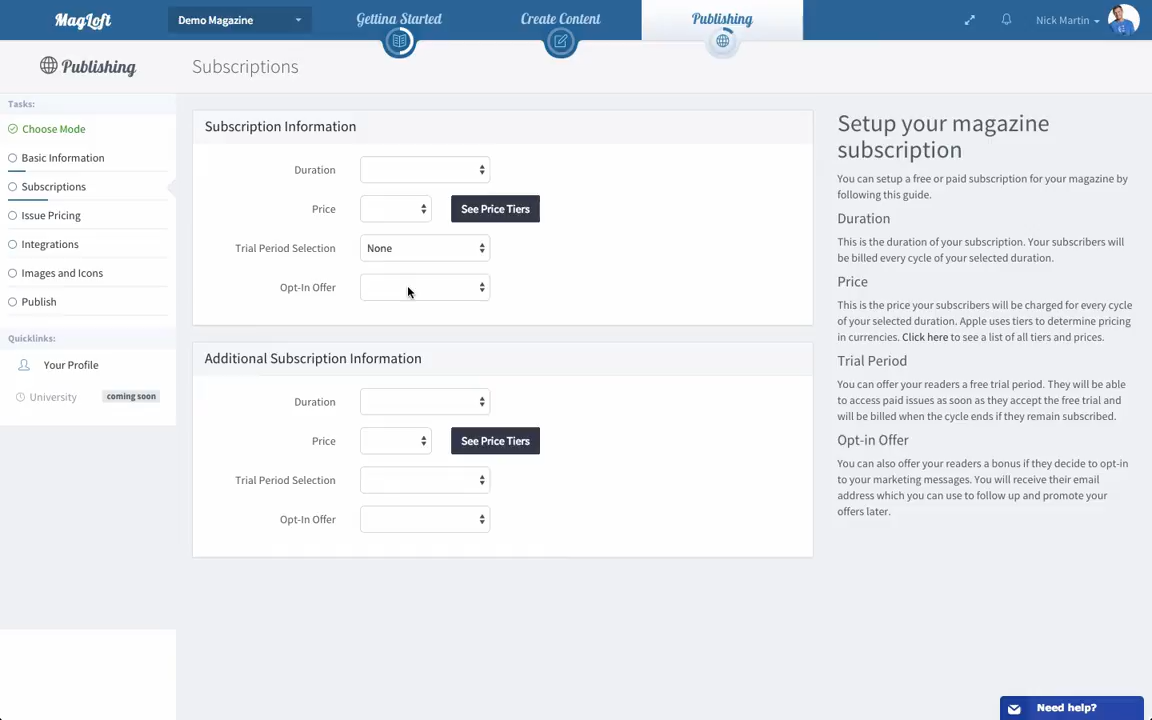 MagLoft
Demo Magazine
Getting Started
Create Content
Publishing
Nick Martin
Publishing
Subscriptions
Tasks:
Choose Mode
Basic Information
Subscriptions
Issue Pricing
Integrations
Images and Icons
Publish
Quicklinks:
Your Profile
University
coming soon
Subscription Information
Duration
Price
See Price Tiers
Trial Period Selection
None
Opt-In Offer
Additional Subscription Information
Duration
Price
See Price Tiers
Trial Period Selection
Opt-In Offer
Setup your magazine
subscription
You can setup a free or paid subscription for your magazine by
following this guide.
Duration
This is the duration of your subscription. Your subscribers will
be billed every cycle of your selected duration.
Price
This is the price your subscribers will be charged for every cycle
of your selected duration. Apple uses tiers to determine pricing
in currencies. Click here to see a list of all tiers and prices.
Trial Period
You can offer your readers a free trial period. They will be able
to access paid issues as soon as they accept the free trial and
will be billed when the cycle ends if they remain subscribed.
Opt-in Offer
You can also offer your readers a bonus if they decide to opt-in
to your marketing messages. You will receive their email
address which you can use to follow up and promote your
offers later.
Need help?